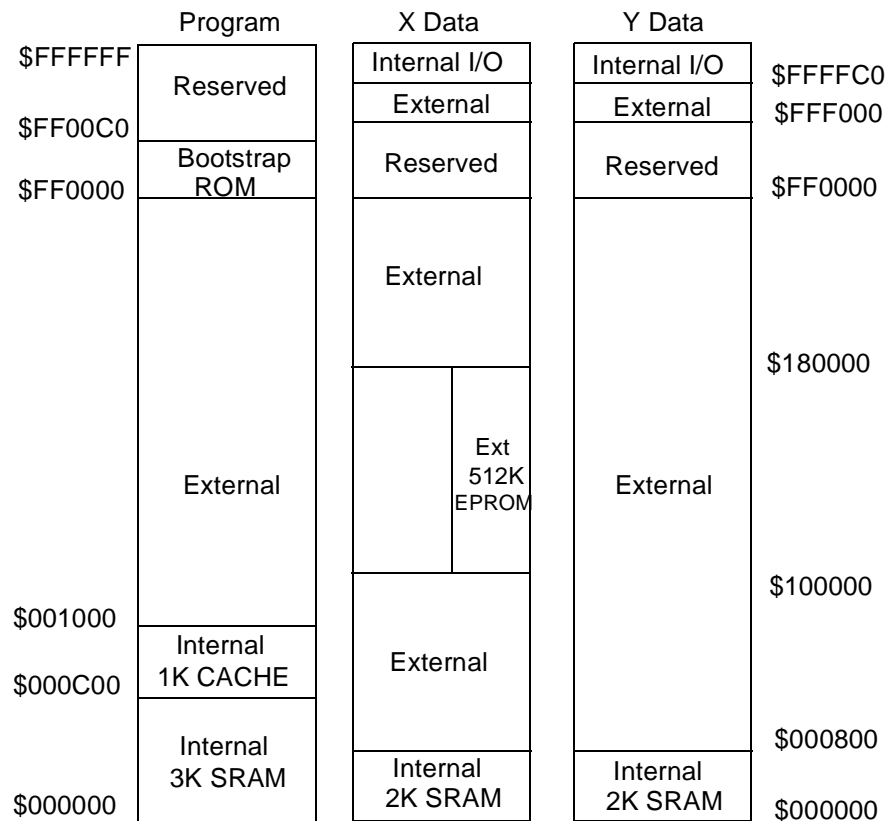 Program
X Data
Y Data
$FFFFFF
Reserved
$FF00C0
Bootstrap
ROM
$FF0000
External
$001000
Internal
1K CACHE
$000C00
Internal
3K SRAM
$000000
Internal I/O
External
Reserved
External
Ext
512K
EPROM
External
Internal
2K SRAM
Internal I/O
External
Reserved
External
Internal
2K SRAM
$FFFFC0
$FFF000
$FF0000
$180000
$100000
$000800
$000000